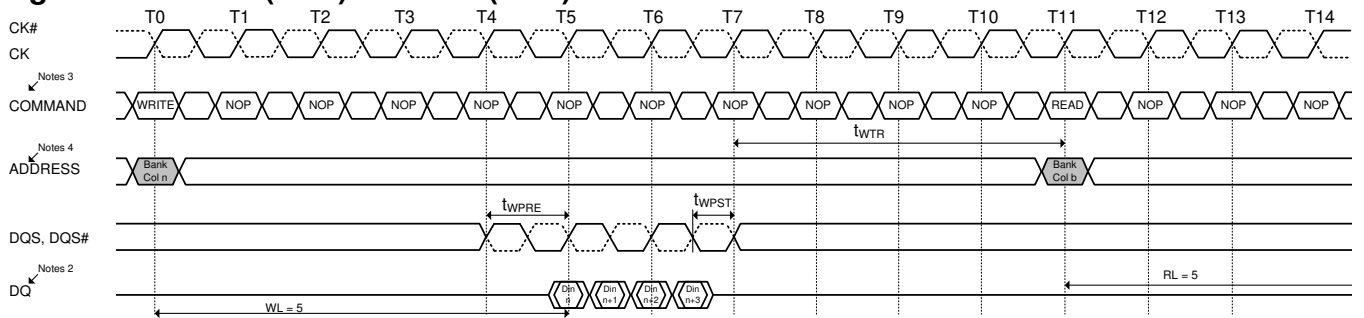 T0 T1 T2 T3 T4 T5 T6 T7 T8 T9 T10 T11 T12 T13 T14
CK#
CK
Notes 3
COMMAND WRITE NOP NOP NOP NOP NOP NOP NOP NOP NOP NOP READ NOP NOP NOP
tWTR
Notes 4
ADDRESS
Bank
Col n
Bank
Col b
tWPRE
tWPST
DQS, DQS#
Notes 2
DQ
Din
n
Din
n+1
Din
n+2
Din
n+3
RL = 5
WL = 5